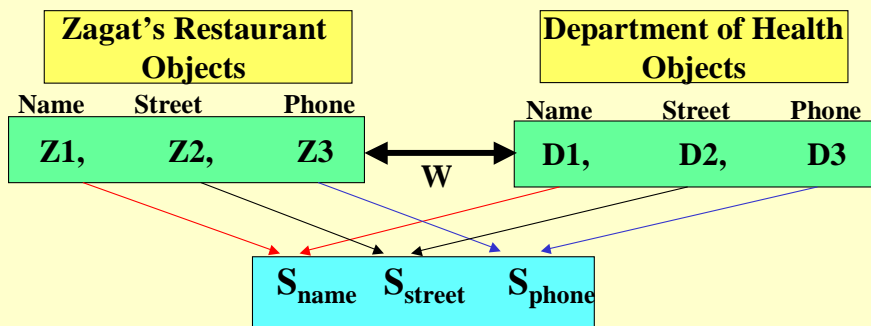 Zagat's Restaurant
Objects
Department of Health
Objects
Name Street Phone
Name Street Phone
Z1, Z2, Z3
W
D1, D2, D3
Sname Sstreet Sphone